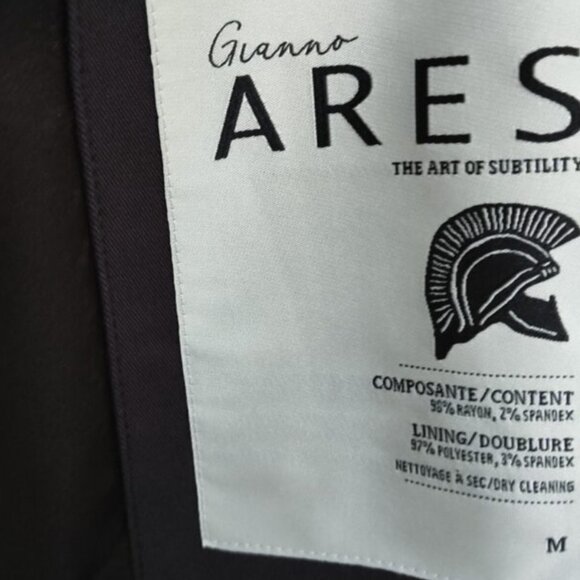 Gianno
ARES
THE ART OF SUBTILITY
COMPOSANTE/CONTENT
98% RAYON, 2% SPANDEX
LINING/DOUBLURE
97% POLYESTER, 3% SPANDEX
NETTOYAGE à SEC/DRY CLEANING
M